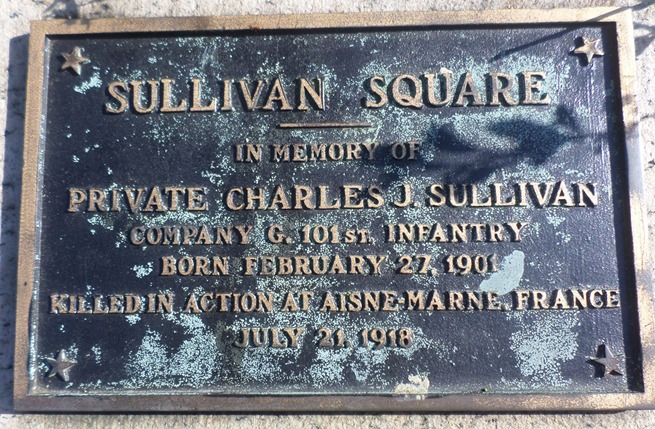 SULLIVAN SQUARE
IN MEMORY OF
PRIVATE CHARLES J. SULLIVAN
COMPANY G. 101ST. INFANTRY
BORN FEBRUARY 27, 1901
KILLED IN ACTION AT AISNE-MARNE, FRANCE
JULY 21, 1918